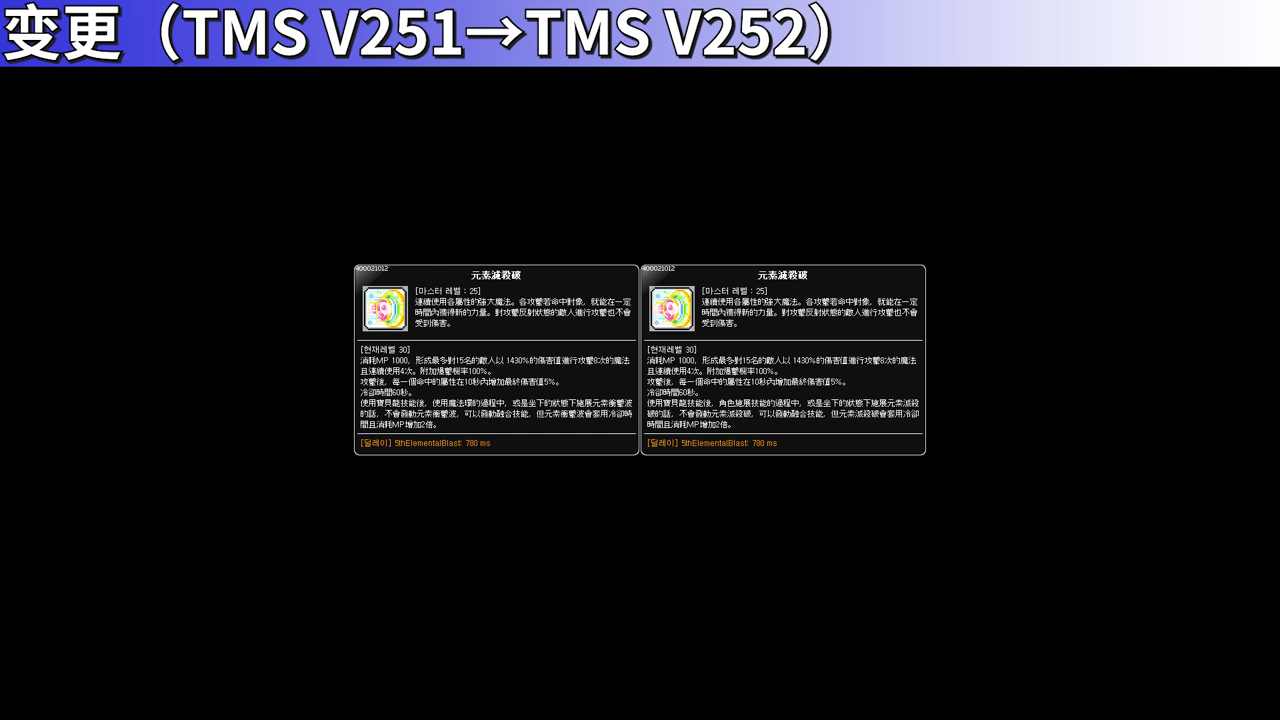 变更（TMS V251→TMS V252）
400021012
元素滅殺破
[마스터 레벨 : 25]
連續使用各屬性的強大魔法。各攻擊若命中對象，就能在一定
時間內獲得新的力量。對攻擊反射狀態的敵人進行攻擊也不會
受到傷害。
[현재레벨 30]
消耗MP 1000，形成最多對15名的敵人以 1430%的傷害值進行攻擊8次的魔法
且連續使用4次。附加爆擊機率100%。
攻擊後，每一個命中的屬性在10秒內增加最終傷害值5%。
冷卻時間60秒。
使用寶貝龍技能後，使用魔法環的過程中，或是坐下的狀態下施展元素衝擊波
的話，不會發動元素衝擊波，可以發動融合技能，但元素衝擊波會套用冷卻時
間且消耗MP增加2倍。
[딜레이] 5thElementalBlast: 780 ms
400021012
元素滅殺破
[마스터 레벨 : 25]
連續使用各屬性的強大魔法。各攻擊若命中對象，就能在一定
時間內獲得新的力量。對攻擊反射狀態的敵人進行攻擊也不會
受到傷害。
[현재레벨 30]
消耗MP 1000，形成最多對15名的敵人以 1430%的傷害值進行攻擊8次的魔法
且連續使用4次。附加爆擊機率100%。
攻擊後，每一個命中的屬性在10秒內增加最終傷害值5%。
冷卻時間60秒。
使用寶貝龍技能後，角色施展技能的過程中，或是坐下的狀態下施展元素滅殺
破的話，不會發動元素滅殺破，可以發動融合技能，但元素滅殺破會套用冷卻
時間且消耗MP增加2倍。
[딜레이] 5thElementalBlast: 780 ms